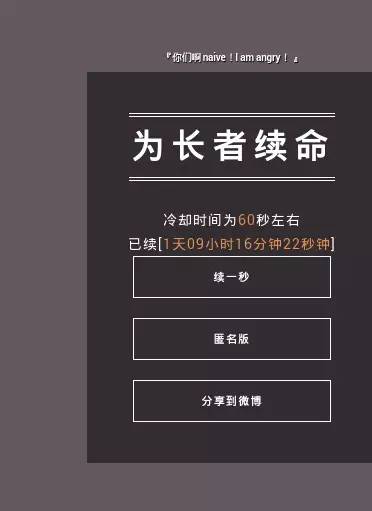 『你们啊naive！I am angry！ 』
为长者续命
冷却时间为60秒左右
已续[1天09小时16分钟22秒钟]
续一秒
匿名版
分享到微博